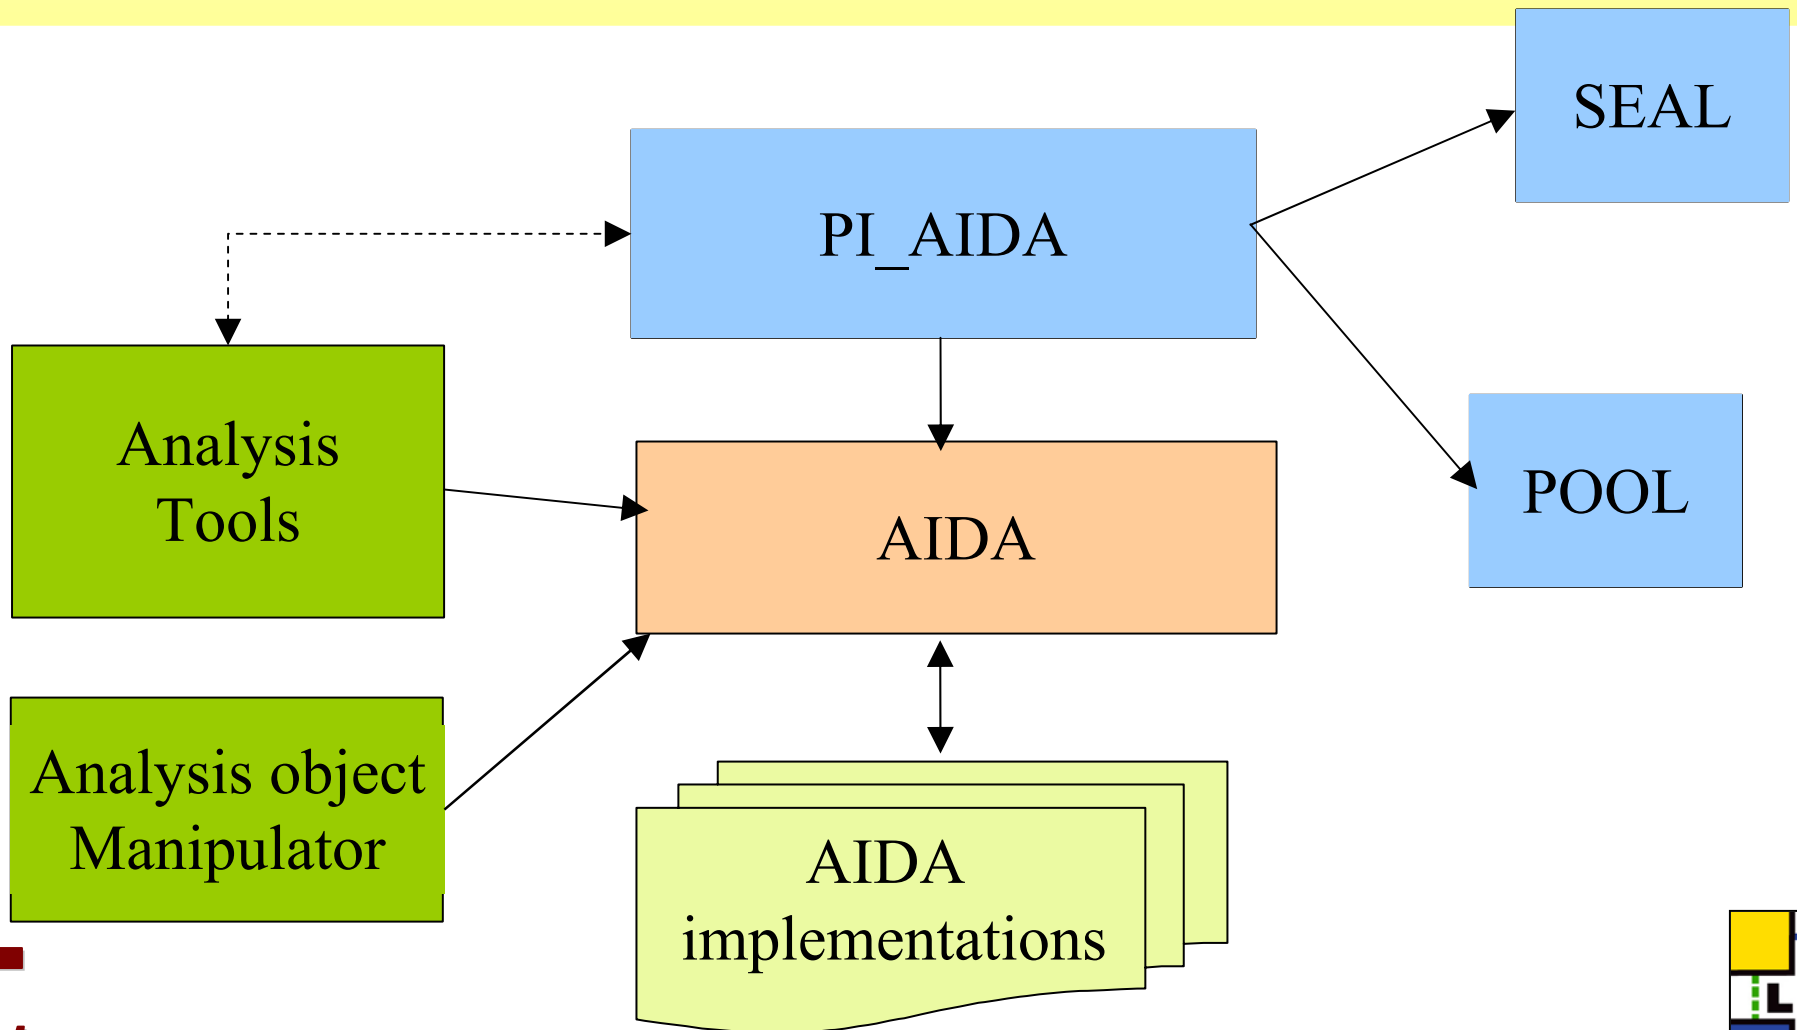 SEAL
PI_AIDA
Analysis
Tools
AIDA
POOL
Analysis object
Manipulator
AIDA
implementations
L